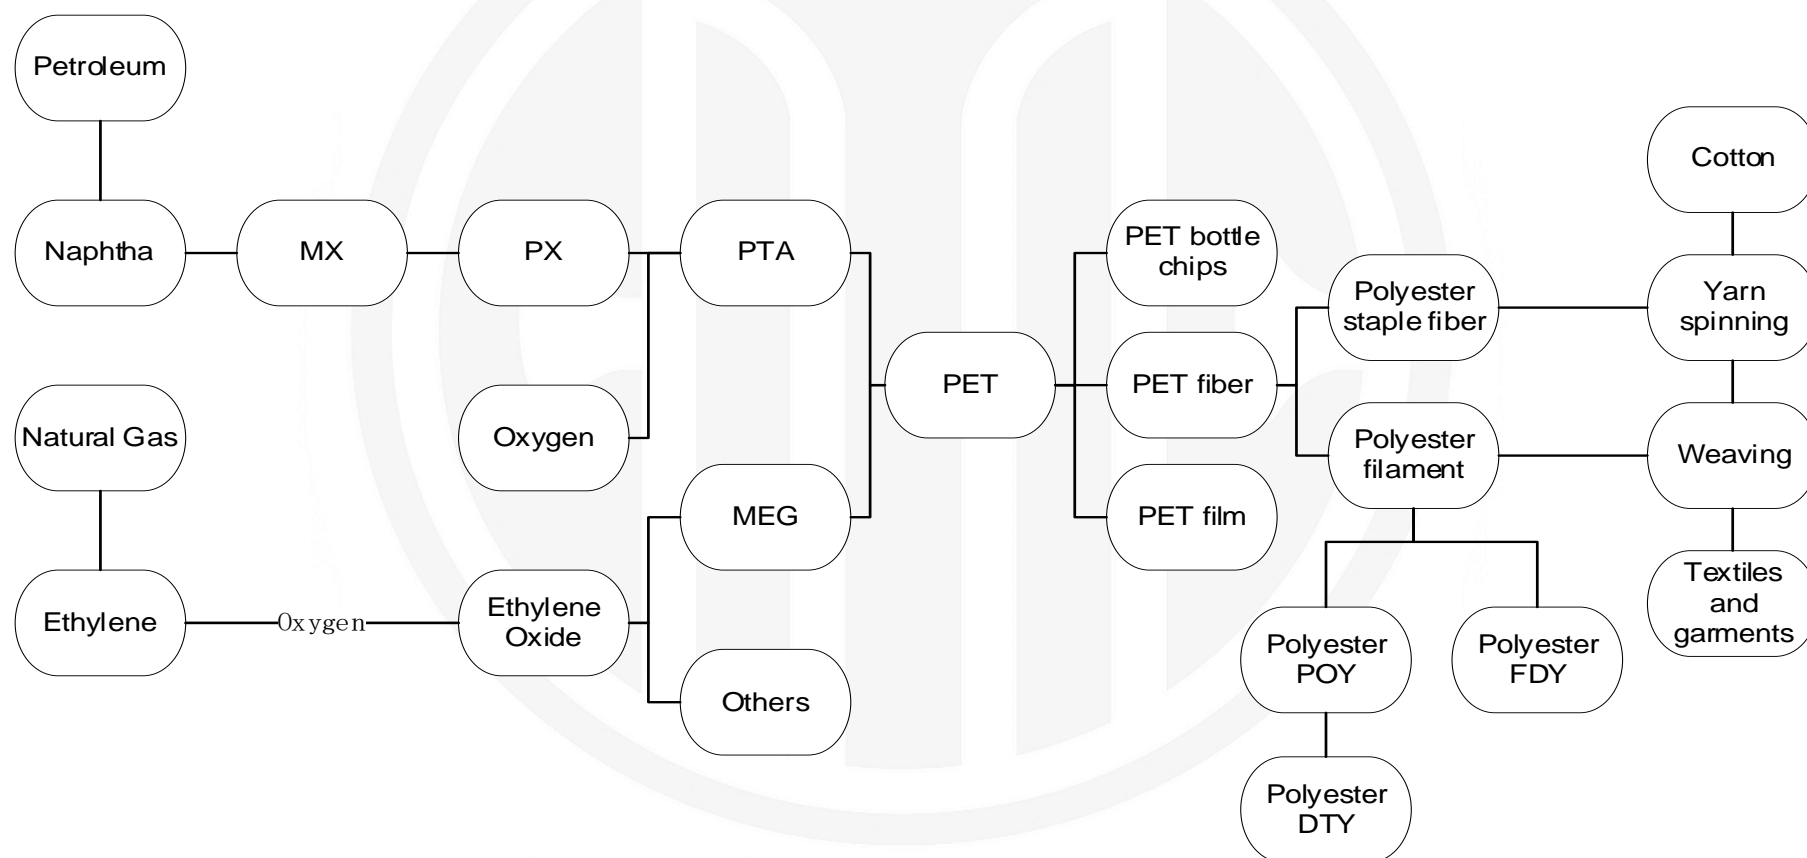 Petroleum
Cotton
Naphtha
MX
PX
PTA
PET bottle
chips
Polyester
staple fiber
Yarn
spinning
Natural Gas
Oxygen
PET
PET fiber
Polyester
filament
Weaving
MEG
PET film
Ethylene
Oxygen
Ethylene
Oxide
Textiles
and
garments
Polyester
POY
Polyester
FDY
Others
Polyester
DTY